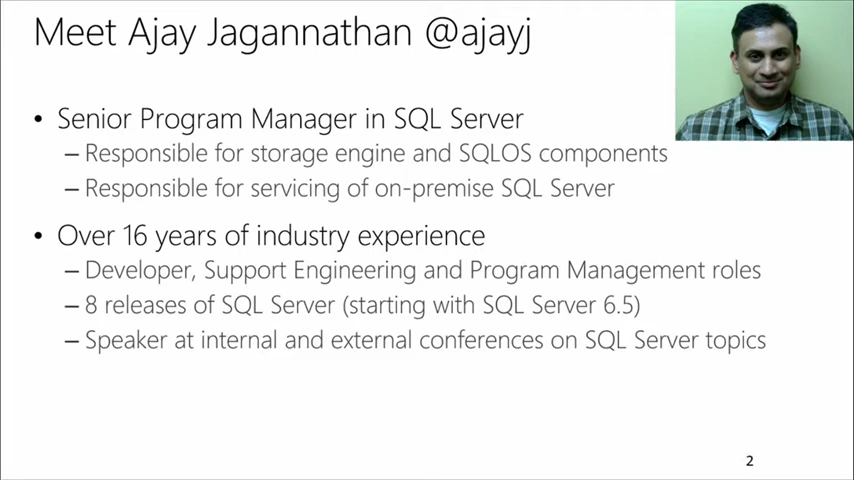 Meet Ajay Jagannathan @ajayj
• Senior Program Manager in SQL Server
– Responsible for storage engine and SQLOS components
– Responsible for servicing of on-premise SQL Server
• Over 16 years of industry experience
– Developer, Support Engineering and Program Management roles
– 8 releases of SQL Server (starting with SQL Server 6.5)
– Speaker at internal and external conferences on SQL Server topics
2